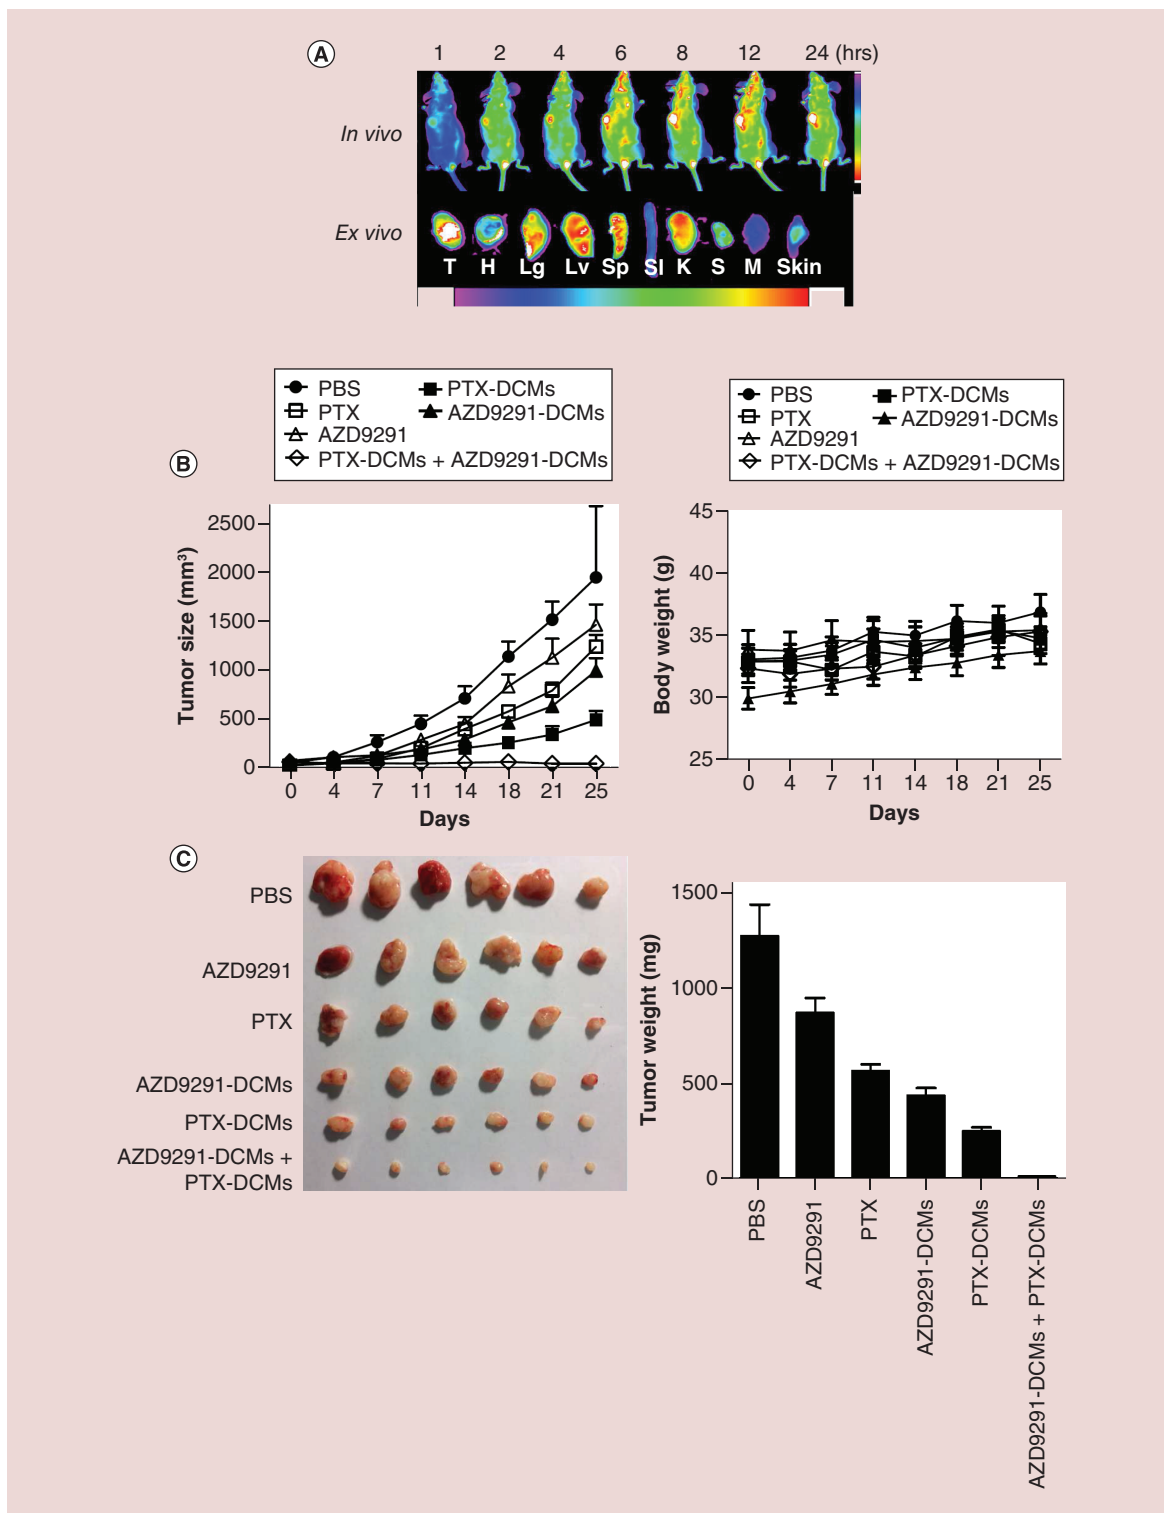 A
1 2 4 6 8 12 24 (hrs)
In vivo
Ex vivo
T H Lg Lv Sp SI K S M Skin
B
PBS PTX-DCMs
PTX AZD9291-DCMs
AZD9291
PTX-DCMs + AZD9291-DCMs
2500
2000
1500
1000
500
0
Tumor size (mm³)
0 4 7 11 14 18 21 25
Days
PBS PTX-DCMs
PTX AZD9291-DCMs
AZD9291
PTX-DCMs + AZD9291-DCMs
45
40
35
30
25
Body weight (g)
0 4 7 11 14 18 21 25
Days
C
PBS
AZD9291
PTX
AZD9291-DCMs
PTX-DCMs
AZD9291-DCMs +
PTX-DCMs
1500
1000
500
0
Tumor weight (mg)
PBS
AZD9291
PTX
AZD9291-DCMs
PTX-DCMs
AZD9291-DCMs + PTX-DCMs